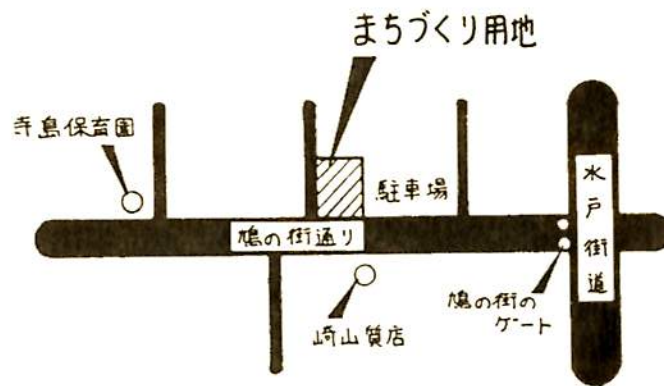 まちづくり用地
寺島保育園
駐車場
水戸街道
鳩の街通り
鳩の街の
ゲート
崎山質店